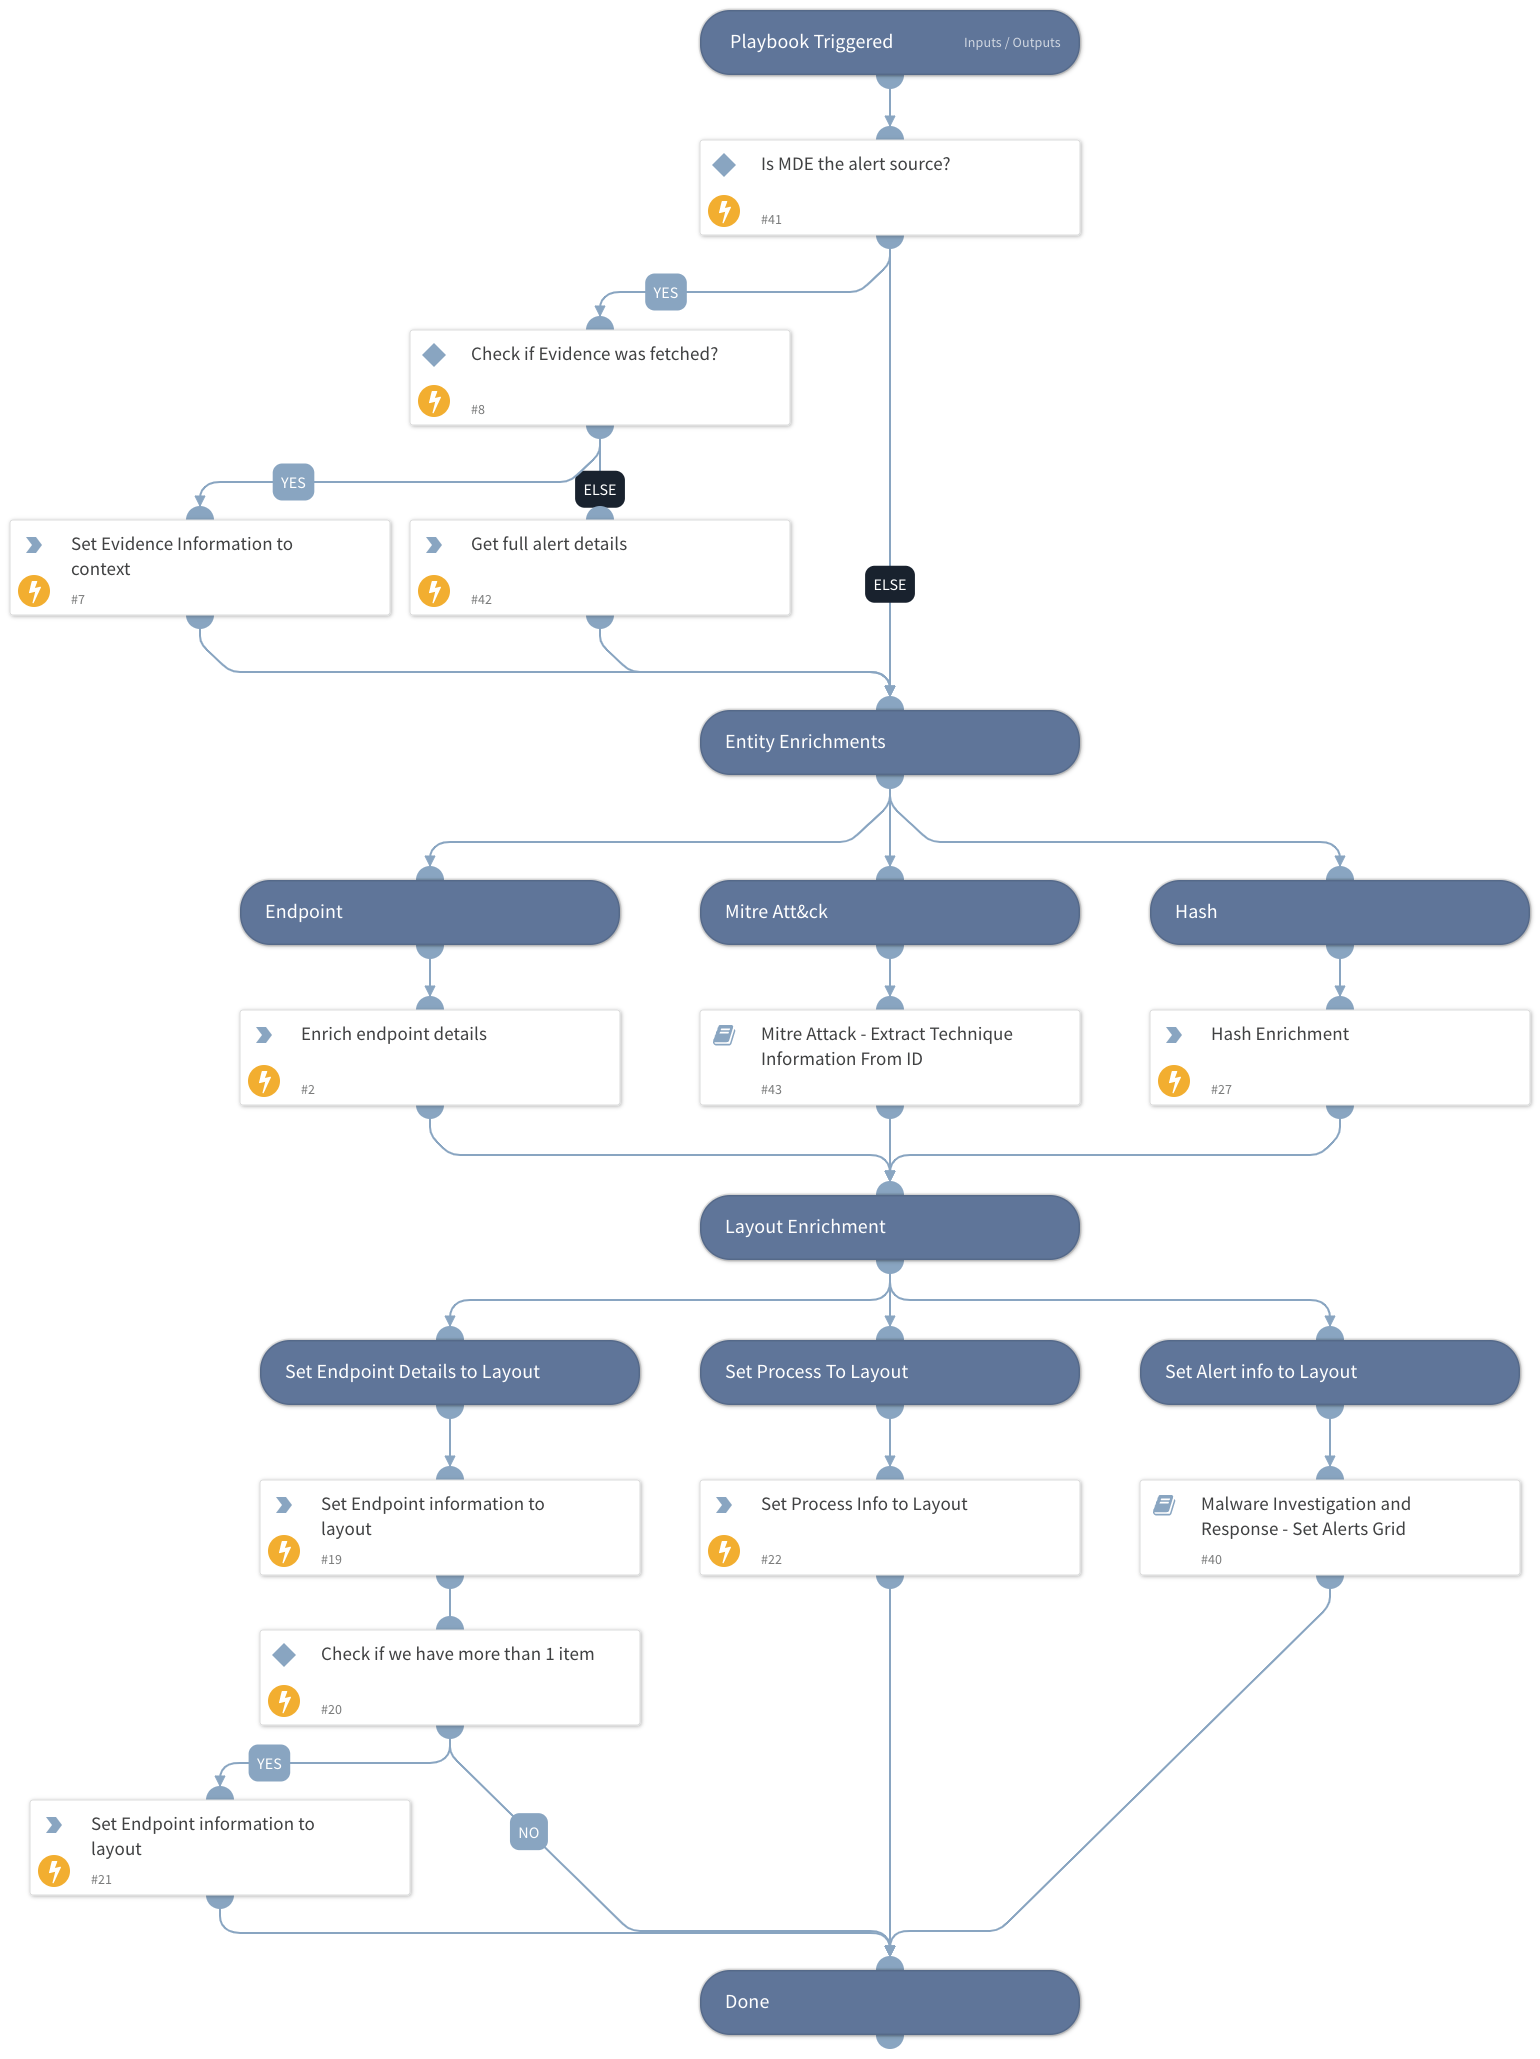 Playbook Triggered
Inputs / Outputs
Is MDE the alert source?
#41
YES
Check if Evidence was fetched?
#8
YES
ELSE
Set Evidence Information to
context
#7
Get full alert details
#42
ELSE
Entity Enrichments
Endpoint
Mitre Att&ck
Hash
Enrich endpoint details
#2
Mitre Attack - Extract Technique
Information From ID
#43
Hash Enrichment
#27
Layout Enrichment
Set Endpoint Details to Layout
Set Process To Layout
Set Alert info to Layout
Set Endpoint information to
layout
#19
Set Process Info to Layout
#22
Malware Investigation and
Response - Set Alerts Grid
#40
Check if we have more than 1 item
#20
YES
NO
Set Endpoint information to
layout
#21
Done